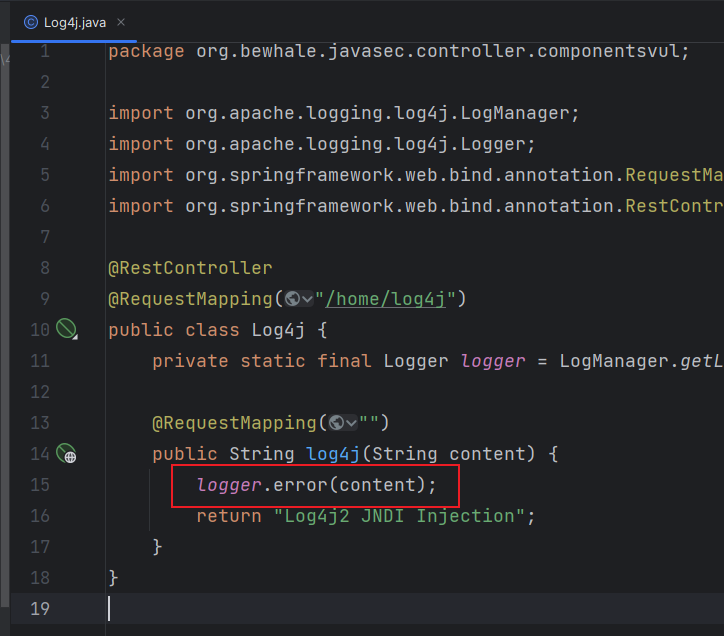 Log4j.java
1 package org.bewhale.javasec.controller.componentsvul;
2
3 import org.apache.logging.log4j.LogManager;
4 import org.apache.logging.log4j.Logger;
5 import org.springframework.web.bind.annotation.RequestMa
6 import org.springframework.web.bind.annotation.RestContr
7
8 @RestController
9 @RequestMapping("/home/log4j")
10 public class Log4j {
11 private static final Logger logger = LogManager.getL
12
13 @RequestMapping("")
14 public String log4j(String content) {
15 logger.error(content);
16 return "Log4j2 JNDI Injection";
17 }
18 }
19